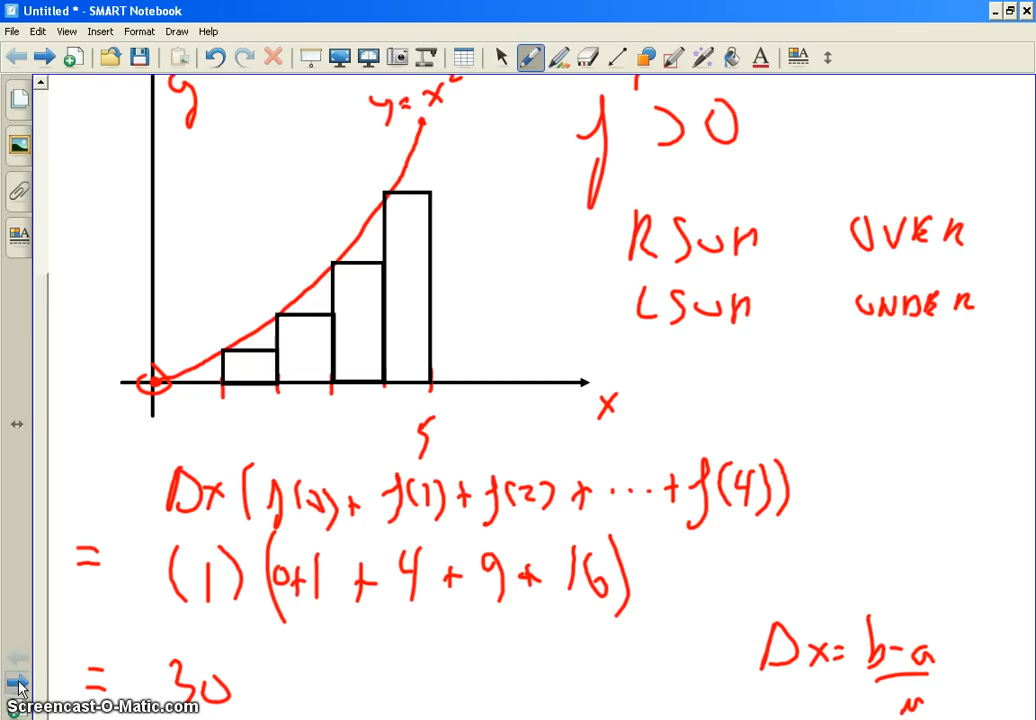 Untitled * - SMART Notebook
File Edit View Insert Format Draw Help
y
y = x²
f' > 0
R SUM OVER
L SUM UNDER
x
5
Δx (f(0) + f(1) + f(2) + ... + f(4))
= (1) (0+1 + 4 + 9 + 16)
Δx = b-a
n
= 30
Screencast-O-Matic.com